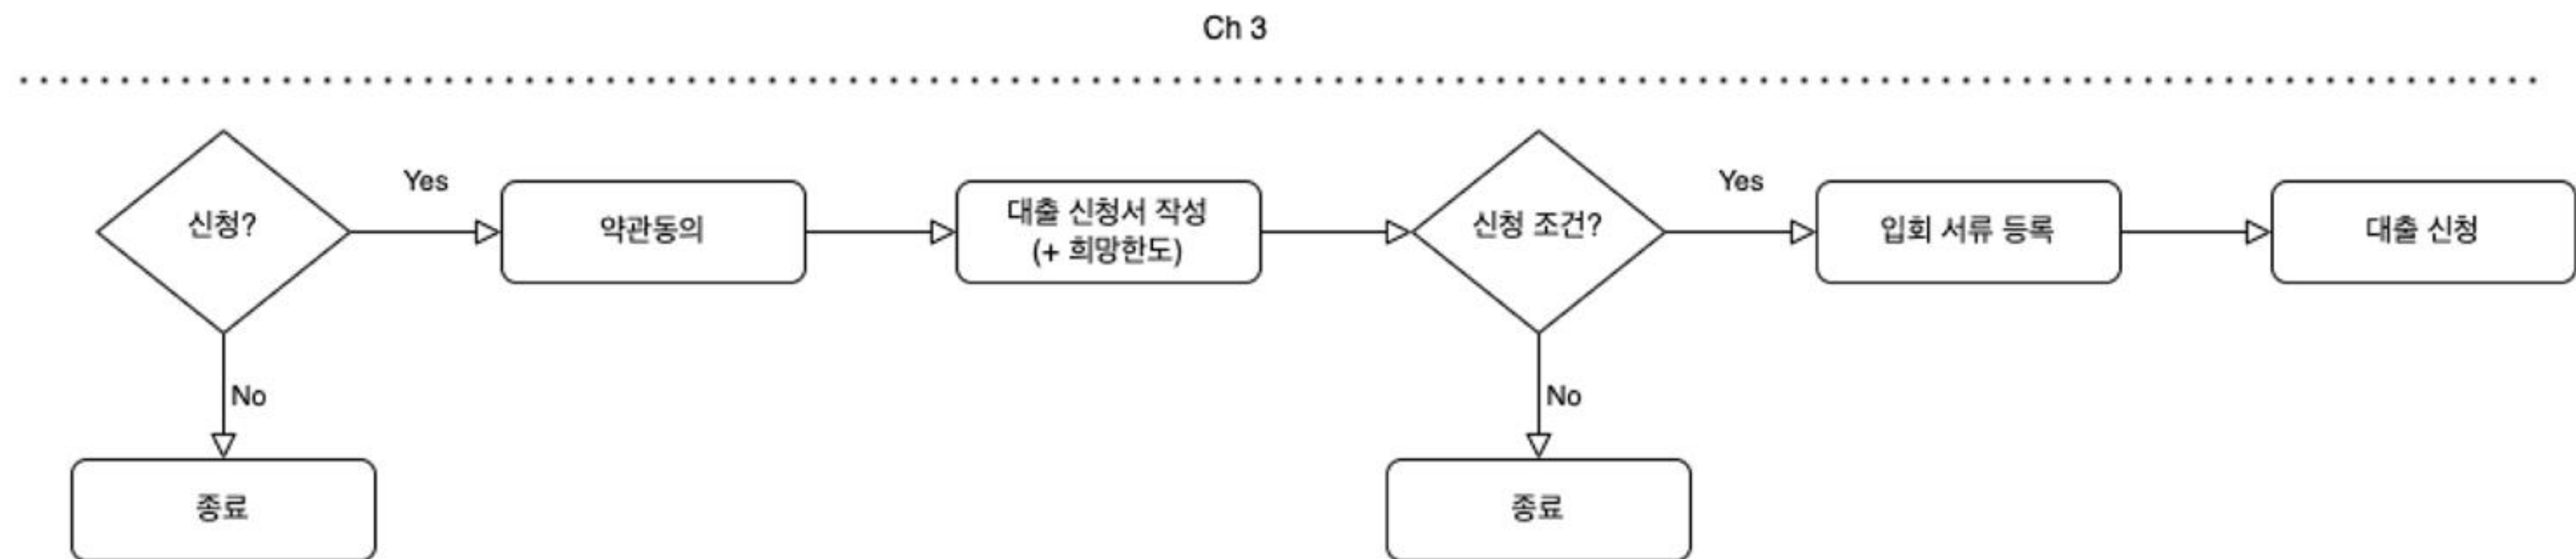 Ch 3
신청?
Yes
약관동의
대출 신청서 작성
(+ 희망한도)
신청 조건?
Yes
입회 서류 등록
대출 신청
No
No
종료
종료